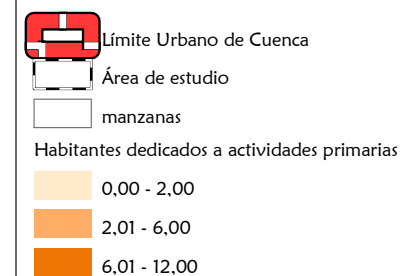 Límite Urbano de Cuenca
Área de estudio
manzanas
Habitantes dedicados a actividades primarias
0,00 - 2,00
2,01 - 6,00
6,01 - 12,00